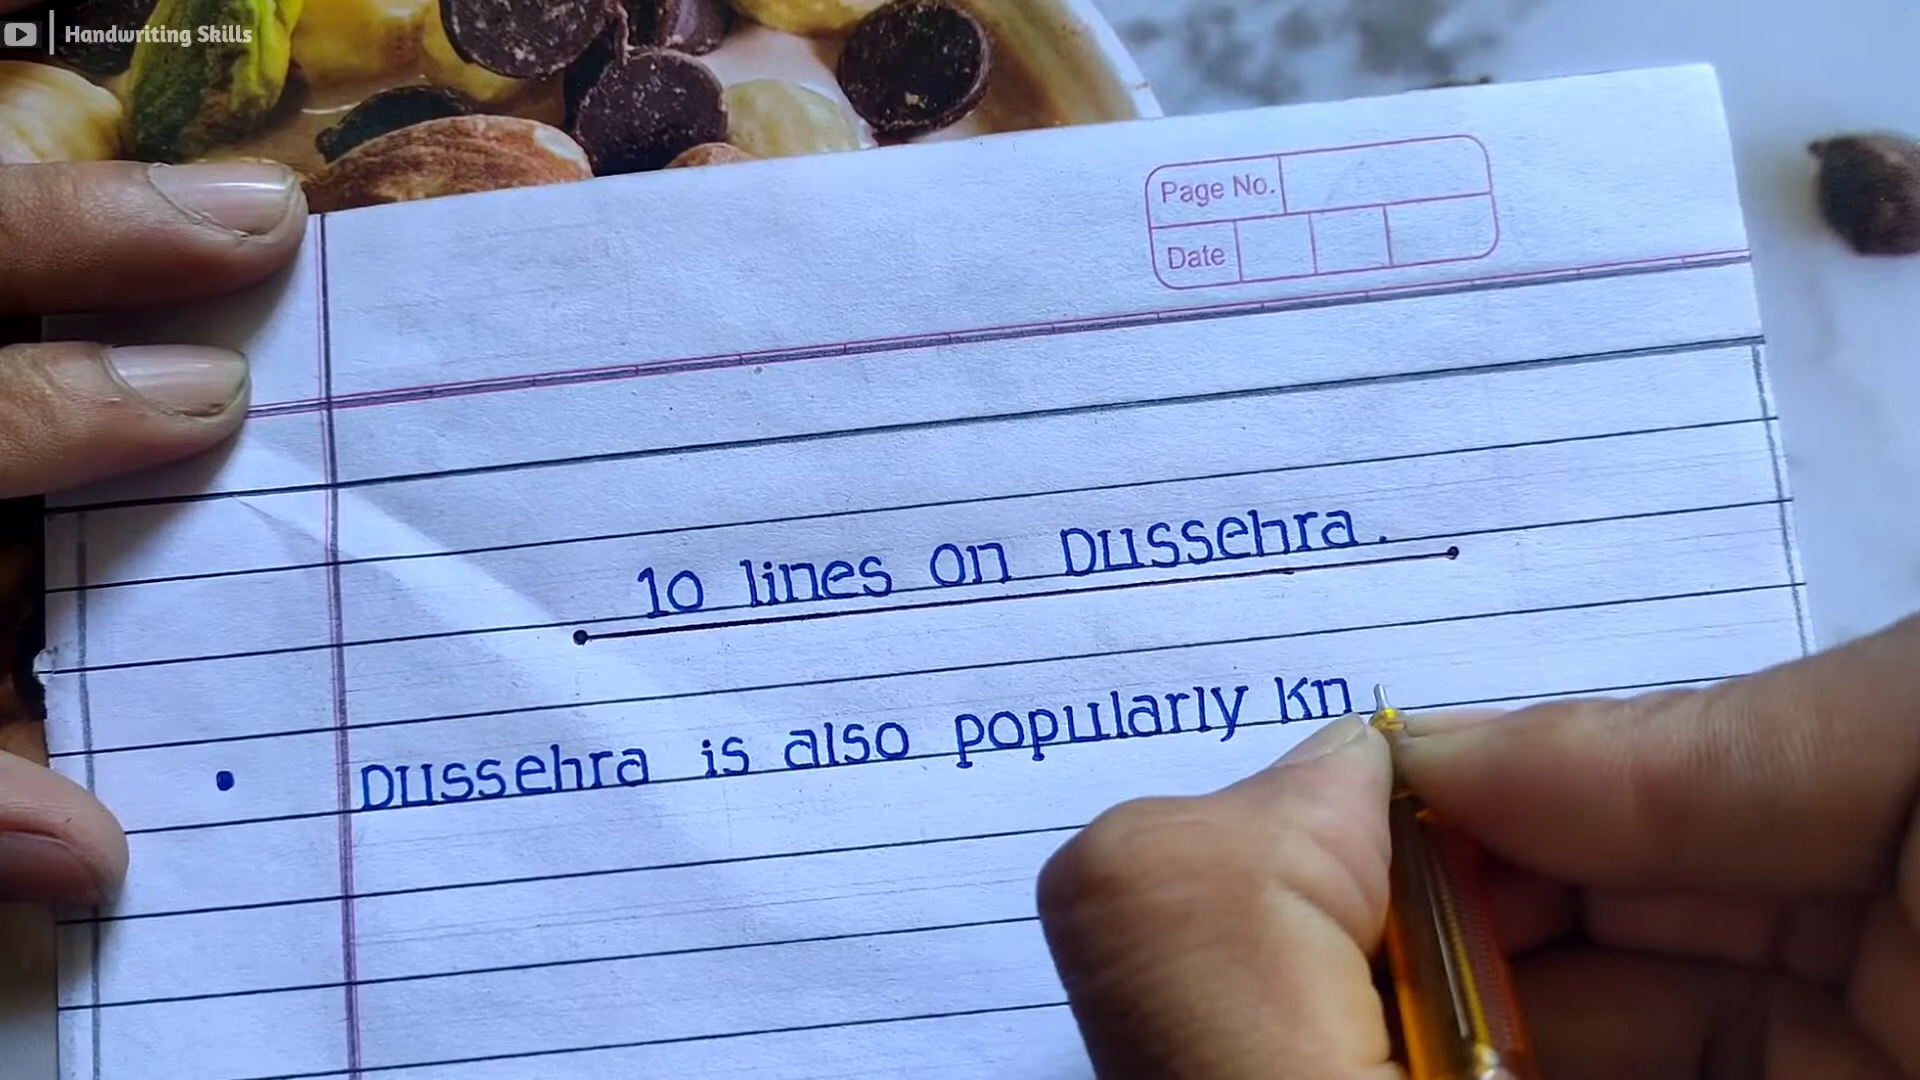 Handwriting Skills
Page No.
Date
10 lines on Dussehra.
• Dussehra is also popularly kn